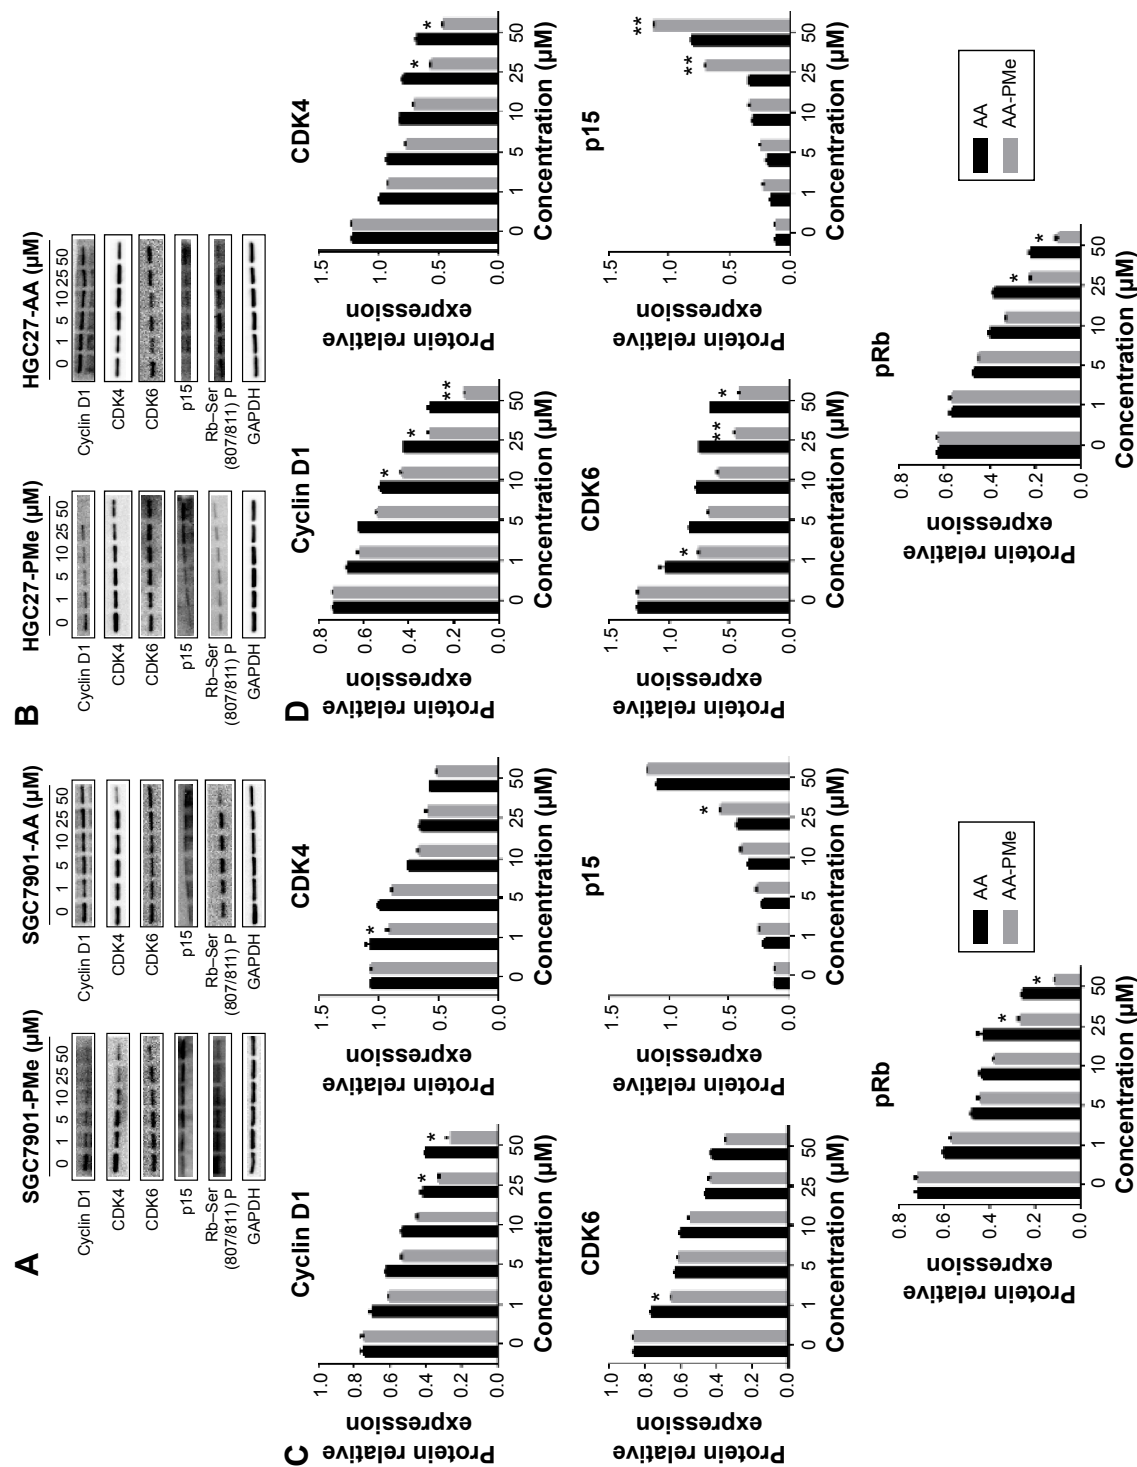 A
SGC7901-PMe (μM)
0 1 5 10 25 50
Cyclin D1
CDK4
CDK6
p15
Rb–Ser
(807/811) P
GAPDH
SGC7901-AA (μM)
0 1 5 10 25 50
Cyclin D1
CDK4
CDK6
p15
Rb–Ser
(807/811) P
GAPDH
B
HGC27-PMe (μM)
0 1 5 10 25 50
Cyclin D1
CDK4
CDK6
p15
Rb–Ser
(807/811) P
GAPDH
HGC27-AA (μM)
0 1 5 10 25 50
Cyclin D1
CDK4
CDK6
p15
Rb–Ser
(807/811) P
GAPDH
C
Cyclin D1
Protein relative
expression
1.0
0.8
0.6
0.4
0.2
0.0
* *
0 1 5 10 25 50
Concentration (μM)
CDK4
Protein relative
expression
1.5
1.0
0.5
0.0
*
0 1 5 10 25 50
Concentration (μM)
CDK6
Protein relative
expression
1.0
0.8
0.6
0.4
0.2
0.0
*
0 1 5 10 25 50
Concentration (μM)
p15
Protein relative
expression
1.5
1.0
0.5
0.0
*
0 1 5 10 25 50
Concentration (μM)
pRb
Protein relative
expression
0.8
0.6
0.4
0.2
0.0
* *
0 1 5 10 25 50
Concentration (μM)
AA
AA-PMe
D
Cyclin D1
Protein relative
expression
0.8
0.6
0.4
0.2
0.0
* * **
0 1 5 10 25 50
Concentration (μM)
CDK4
Protein relative
expression
1.5
1.0
0.5
0.0
* *
0 1 5 10 25 50
Concentration (μM)
CDK6
Protein relative
expression
1.5
1.0
0.5
0.0
* ** *
0 1 5 10 25 50
Concentration (μM)
p15
Protein relative
expression
1.5
1.0
0.5
0.0
** **
0 1 5 10 25 50
Concentration (μM)
pRb
Protein relative
expression
0.8
0.6
0.4
0.2
0.0
* *
0 1 5 10 25 50
Concentration (μM)
AA
AA-PMe